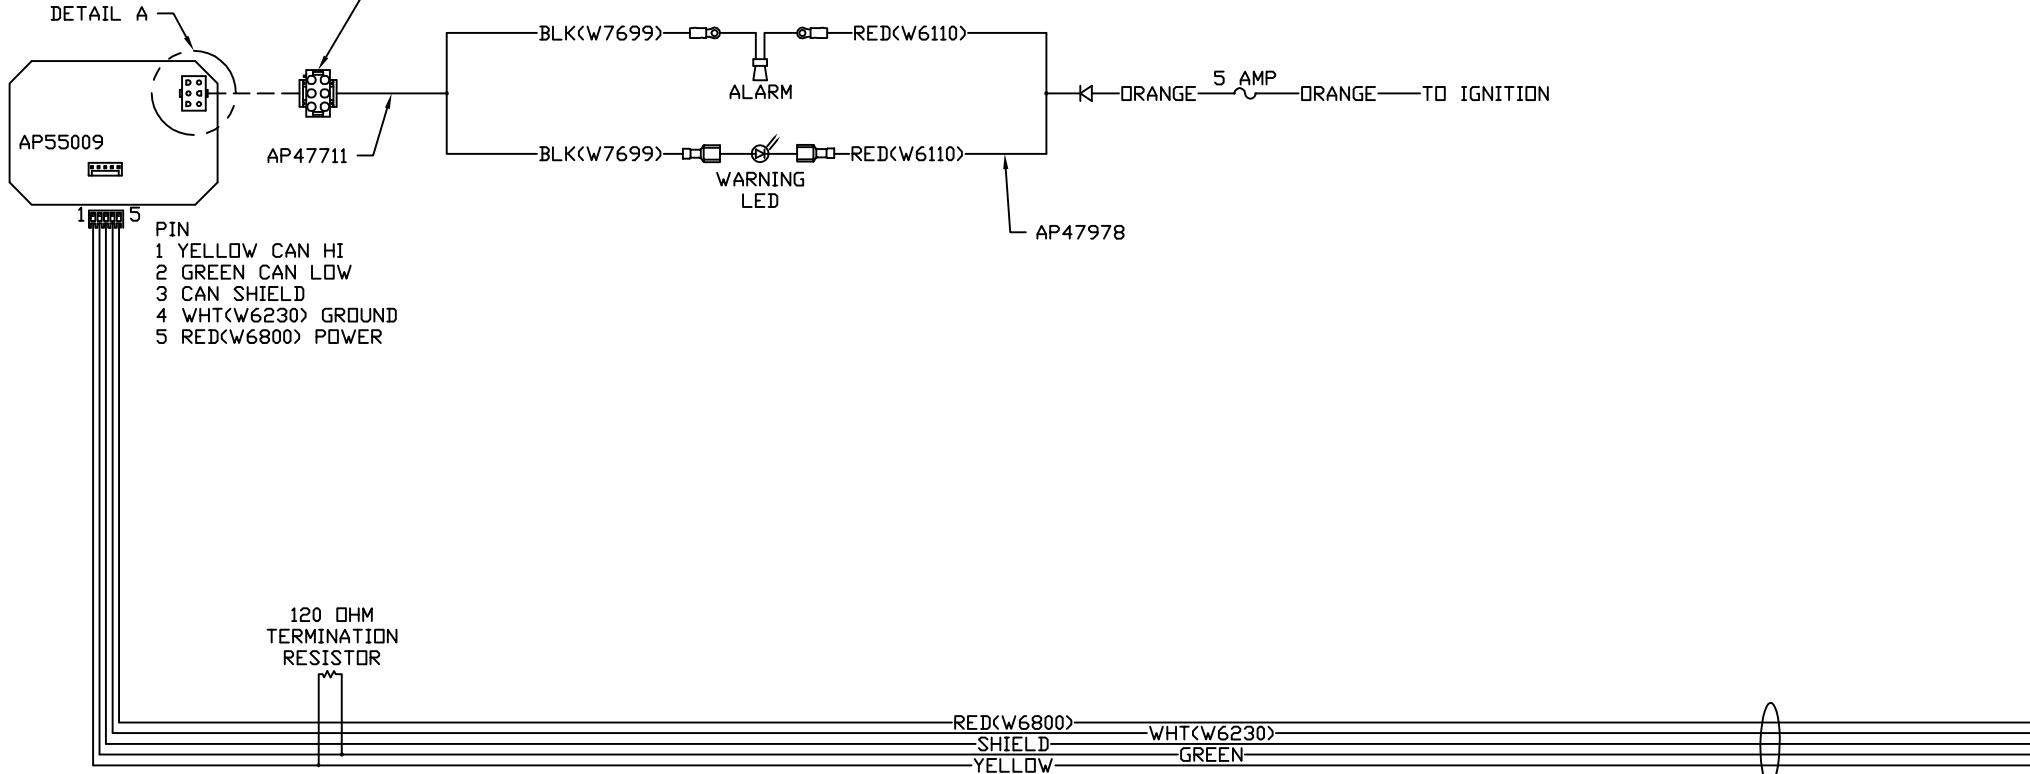 DETAIL A
BLK(W7699)
RED(W6110)
ALARM
5 AMP
ORANGE
ORANGE
TO IGNITION
AP55009
AP47711
BLK(W7699)
RED(W6110)
WARNING
LED
AP47978
1
5
PIN
1 YELLOW CAN HI
2 GREEN CAN LOW
3 CAN SHIELD
4 WHT(W6230) GROUND
5 RED(W6800) POWER
120 OHM
TERMINATION
RESISTOR
RED(W6800)
WHT(W6230)
SHIELD
GREEN
YELLOW